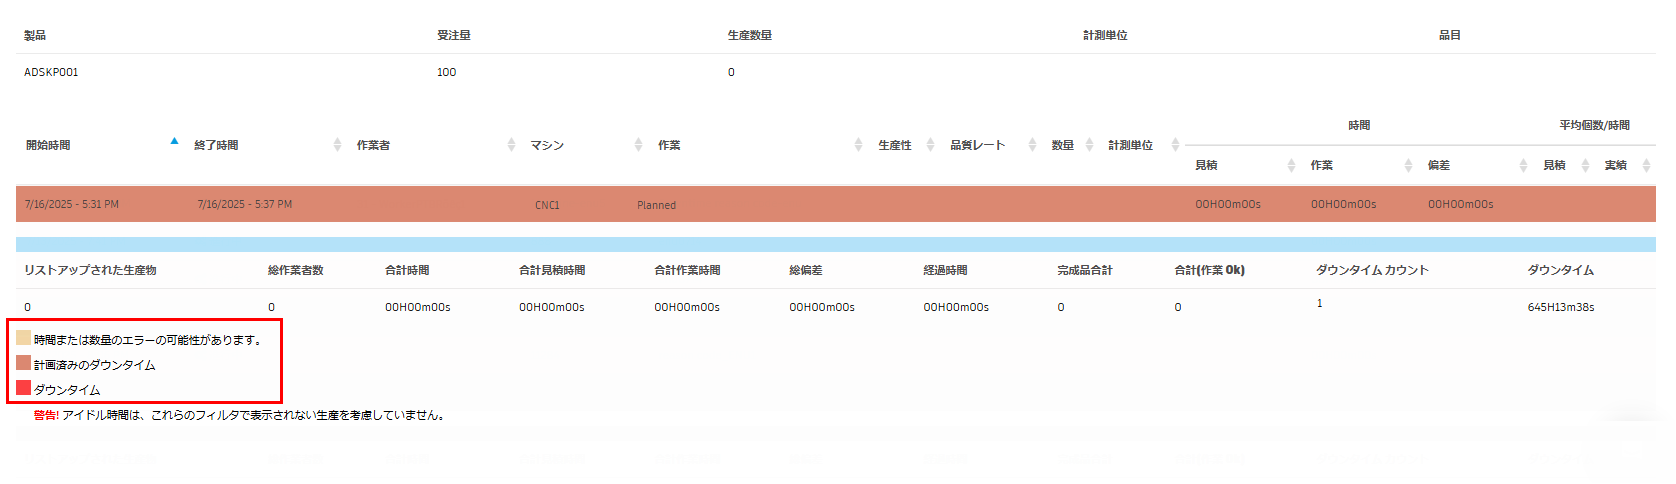 製品 受注量 生産数量 計測単位 品目
ADSKP001 100 0
時間 平均個数/時間
開始時間 終了時間 作業者 マシン 作業 生産性 品質レート 数量 計測単位
見積 作業 偏差 見積 実績
7/16/2025 - 5:31 PM 7/16/2025 - 5:37 PM CNC1 Planned 00H00m00s 00H00m00s 00H00m00s
リストアップされた生産物 総作業者数 合計時間 合計見積時間 合計作業時間 総偏差 経過時間 完成品合計 合計(作業 Ok) ダウンタイム カウント ダウンタイム
0 0 00H00m00s 00H00m00s 00H00m00s 00H00m00s 00H00m00s 0 0 1 645H13m38s
時間または数量のエラーの可能性があります。
計画済みのダウンタイム
ダウンタイム
警告! アイドル時間は、これらのフィルタで表示されない生産を考慮していません。